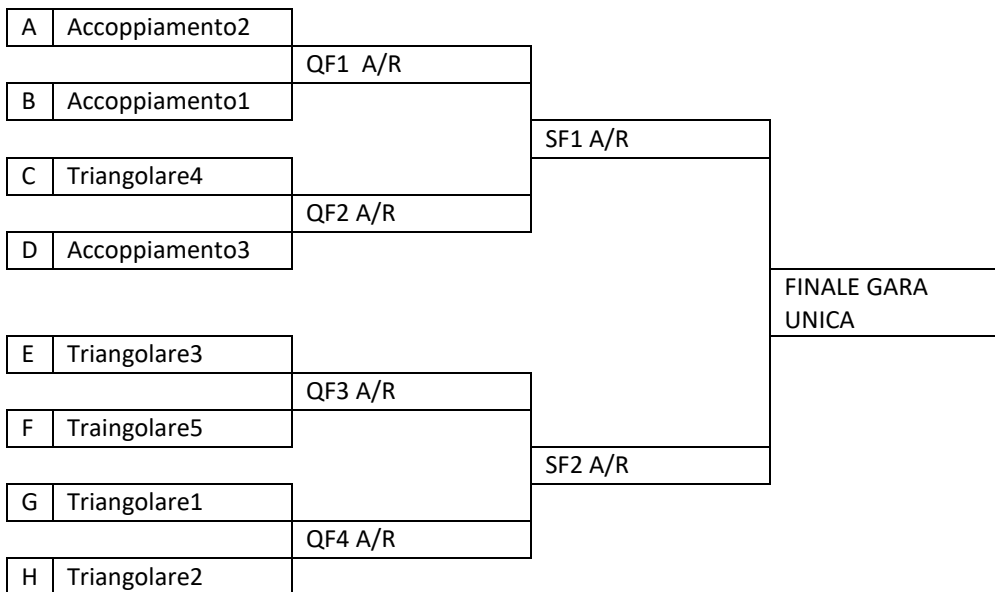 A Accoppiamento2
QF1 A/R
B Accoppiamento1
SF1 A/R
C Triangolare4
QF2 A/R
D Accoppiamento3
FINALE GARA
UNICA
E Triangolare3
QF3 A/R
F Traingolare5
SF2 A/R
G Triangolare1
QF4 A/R
H Triangolare2